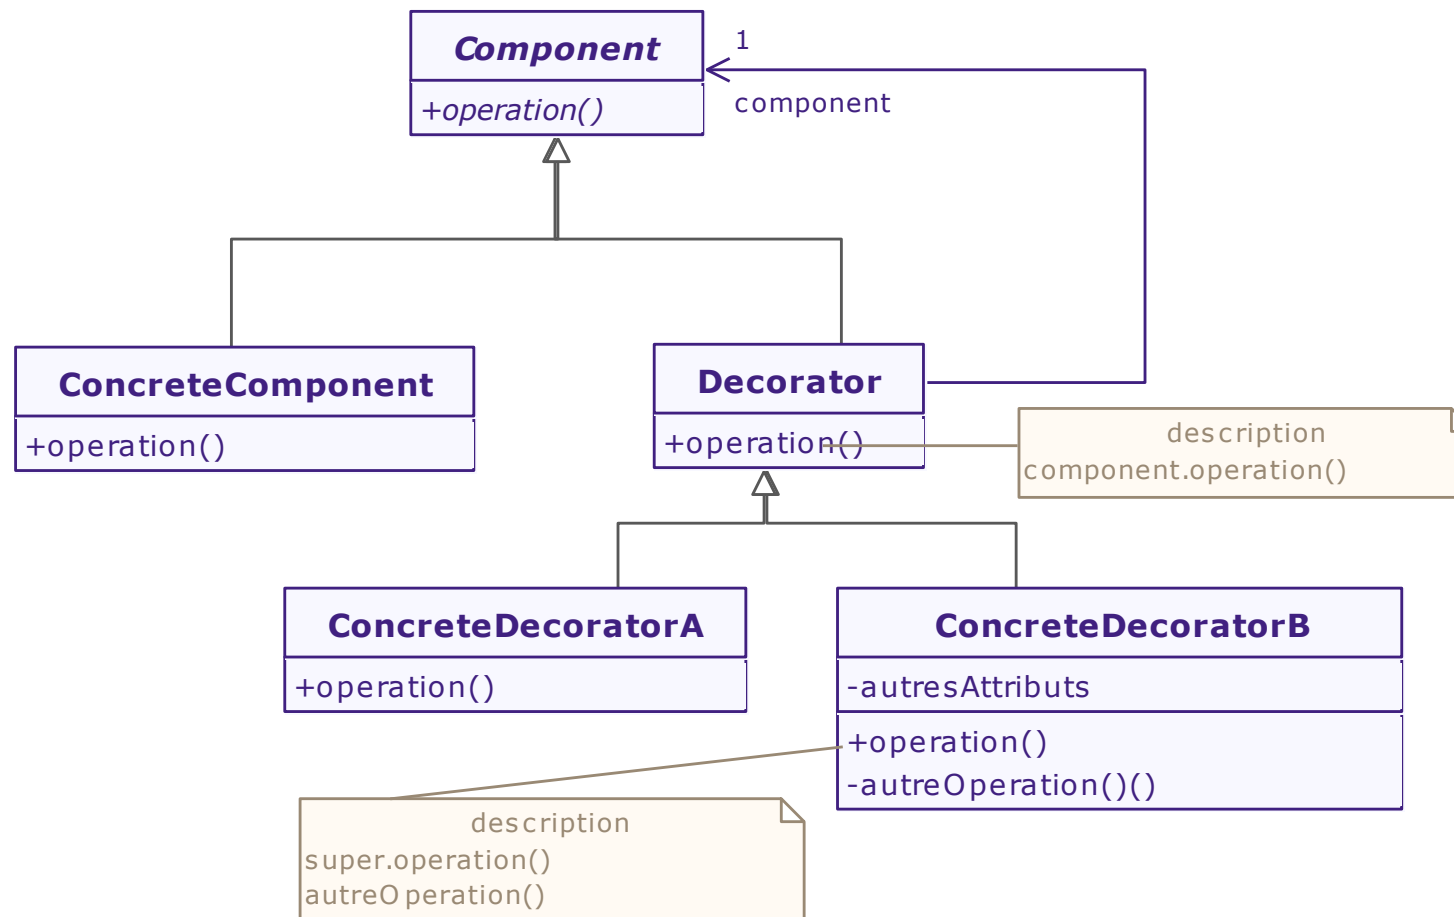 Component
+operation()
1
component
ConcreteComponent
+operation()
Decorator
+operation()
description
component.operation()
ConcreteDecoratorA
+operation()
ConcreteDecoratorB
-autresAttributs
+operation()
-autreOperation()()
description
super.operation()
autreOperation()